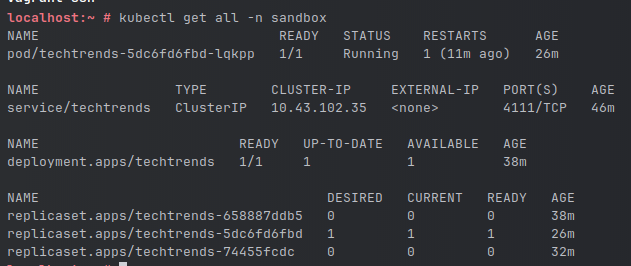 localhost:~ # kubectl get all -n sandbox
NAME                              READY   STATUS    RESTARTS      AGE
pod/techtrends-5dc6fd6fbd-lqkpp   1/1     Running   1 (11m ago)   26m
NAME                 TYPE        CLUSTER-IP     EXTERNAL-IP   PORT(S)    AGE
service/techtrends   ClusterIP   10.43.102.35   <none>        4111/TCP   46m
NAME                         READY   UP-TO-DATE   AVAILABLE   AGE
deployment.apps/techtrends   1/1     1            1           38m
NAME                                    DESIRED   CURRENT   READY   AGE
replicaset.apps/techtrends-658887ddb5   0         0         0       38m
replicaset.apps/techtrends-5dc6fd6fbd   1         1         1       26m
replicaset.apps/techtrends-74455fcdc    0         0         0       32m